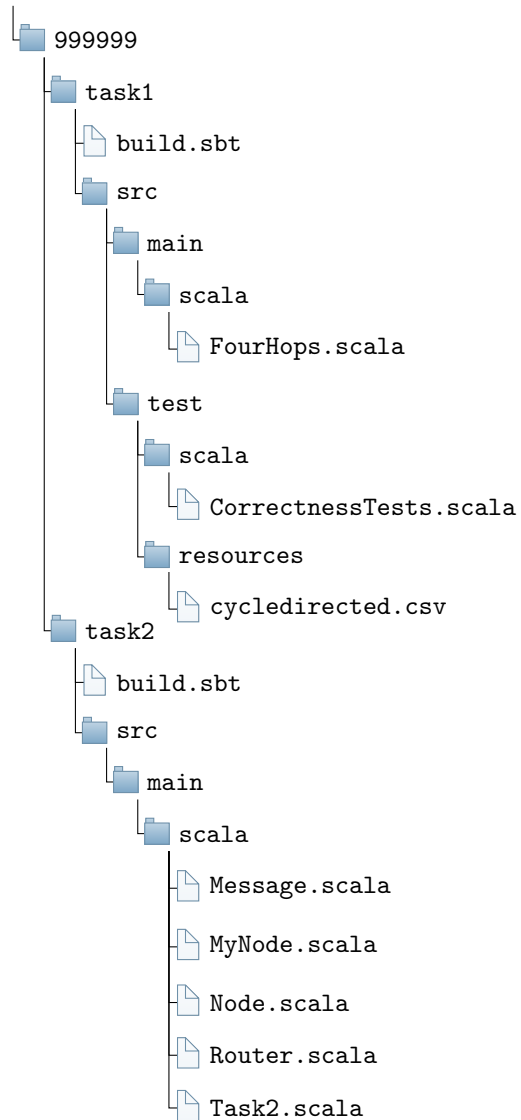 999999
task1
build.sbt
src
main
scala
FourHops.scala
test
scala
CorrectnessTests.scala
resources
cycledirected.csv
task2
build.sbt
src
main
scala
Message.scala
MyNode.scala
Node.scala
Router.scala
Task2.scala